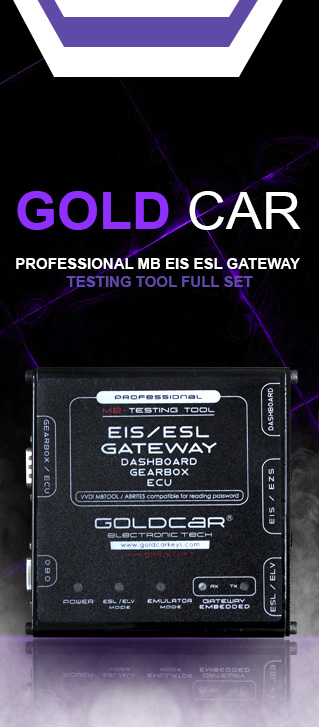 GOLD CAR
PROFESSIONAL MB EIS ESL GATEWAY
TESTING TOOL FULL SET
PROFESSIONAL
MB-TESTING TOOL
EIS/ESL
GATEWAY
DASHBOARD
GEARBOX
ECU
VVDI MBTOOL / ABRITES compatible for reading password
GOLDCAR®
ELECTRONIC TECH
www.goldcarkeys.com
GEARBOX / ECU
OBD
DASHBOARD
EIS / EZS
ESL / ELV
POWER
ESL/ELV
MODE
EMULATOR
MODE
RX TX
GATEWAY
EMBEDDED